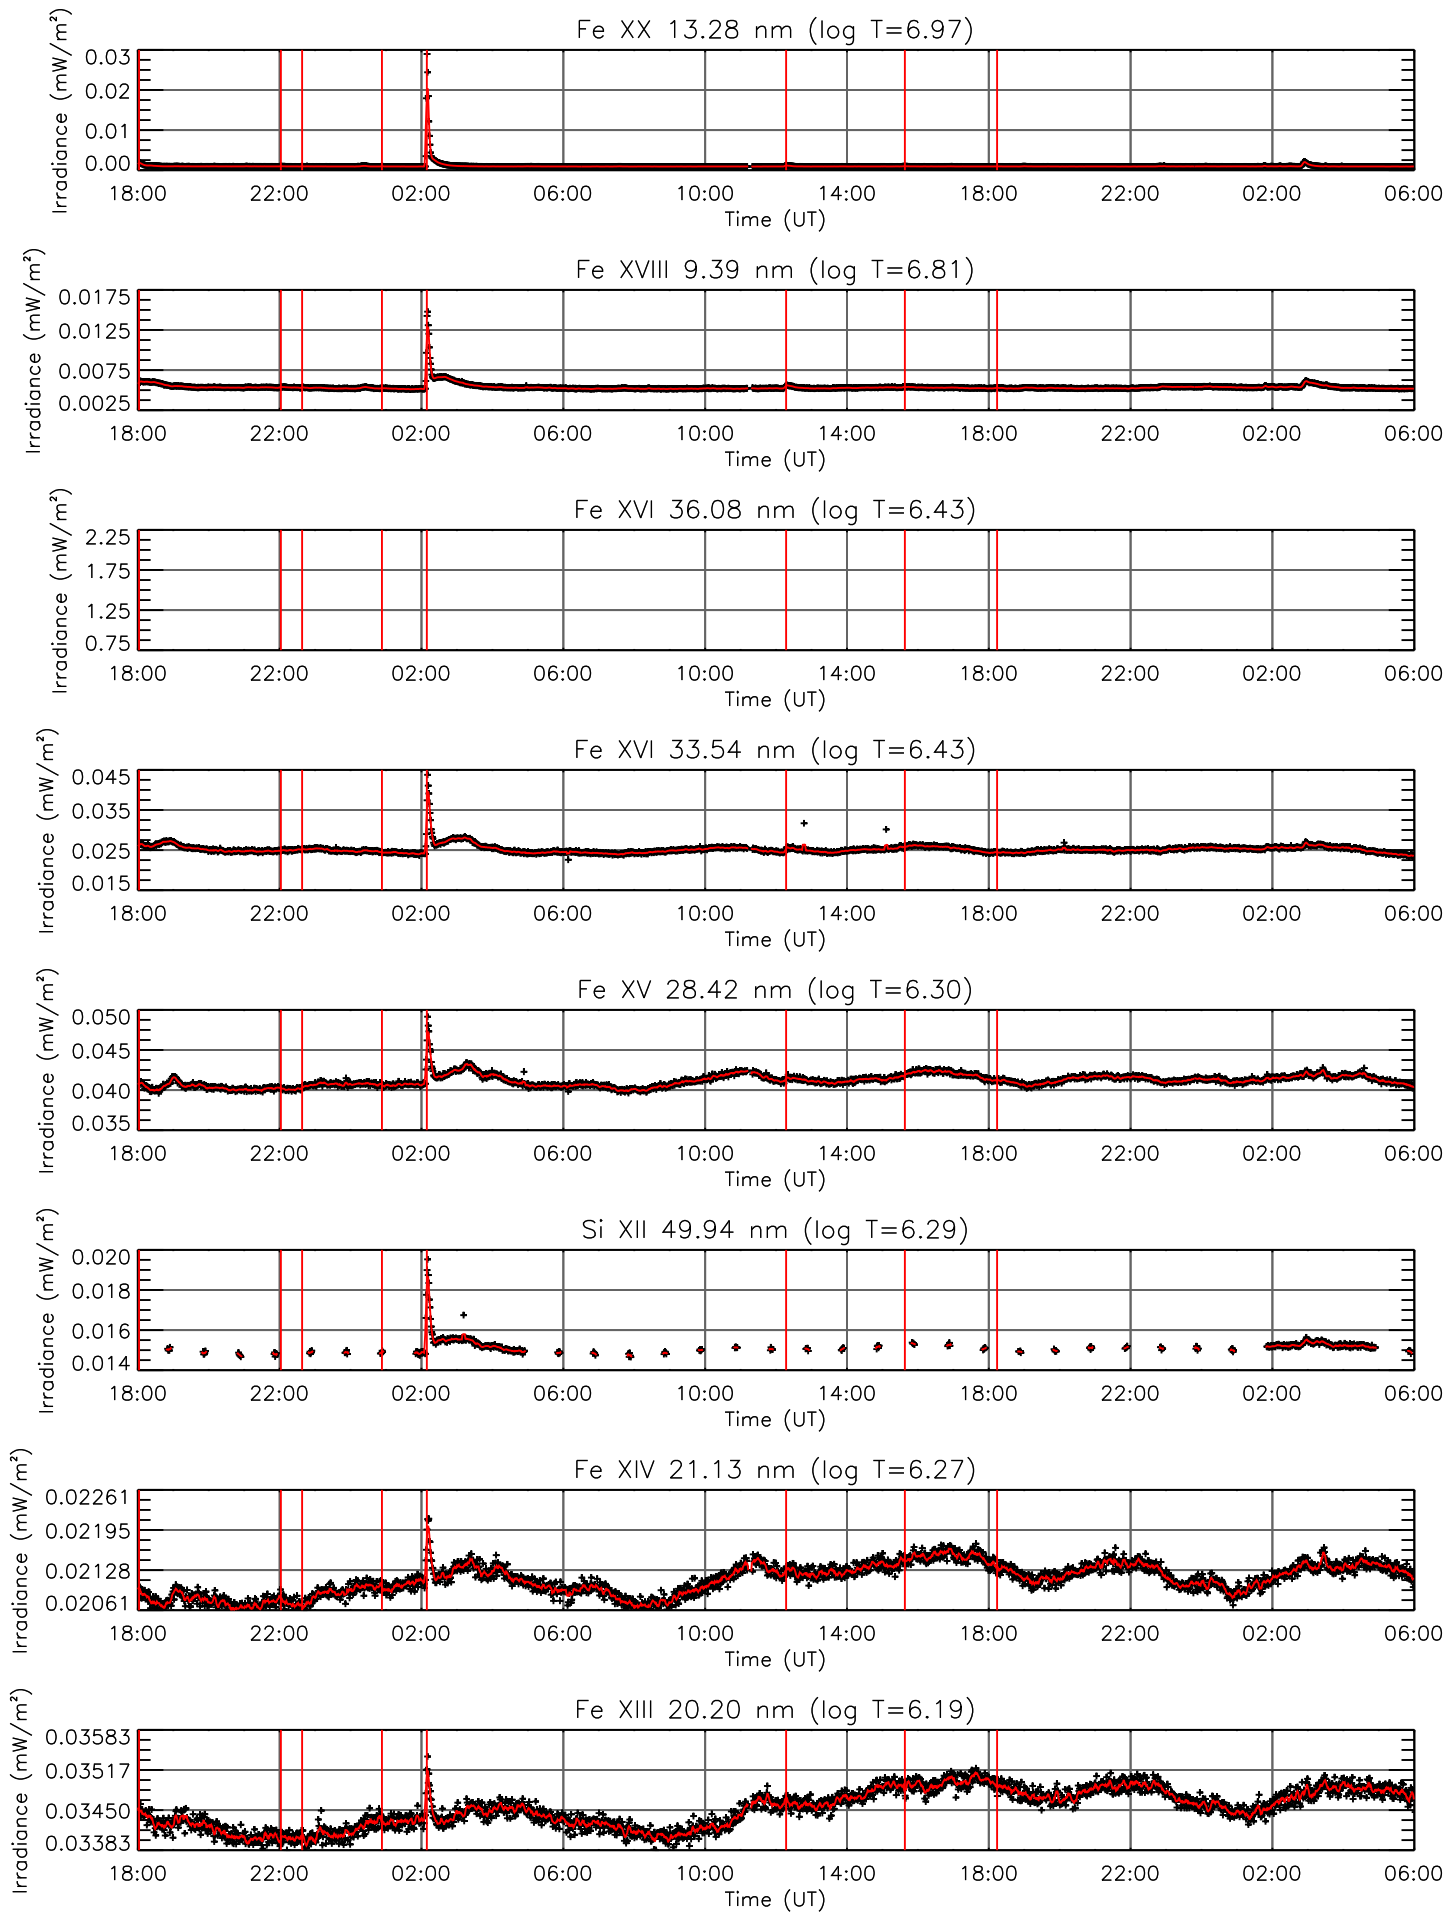 Fe XX 13.28 nm (log T=6.97)
Irradiance (mW/m²)
0.03
0.02
0.01
0.00
18:00 22:00 02:00 06:00 10:00 14:00 18:00 22:00 02:00 06:00
Time (UT)
Fe XVIII 9.39 nm (log T=6.81)
Irradiance (mW/m²)
0.0175
0.0125
0.0075
0.0025
18:00 22:00 02:00 06:00 10:00 14:00 18:00 22:00 02:00 06:00
Time (UT)
Fe XVI 36.08 nm (log T=6.43)
Irradiance (mW/m²)
2.25
1.75
1.25
0.75
18:00 22:00 02:00 06:00 10:00 14:00 18:00 22:00 02:00 06:00
Time (UT)
Fe XVI 33.54 nm (log T=6.43)
Irradiance (mW/m²)
0.045
0.035
0.025
0.015
18:00 22:00 02:00 06:00 10:00 14:00 18:00 22:00 02:00 06:00
Time (UT)
Fe XV 28.42 nm (log T=6.30)
Irradiance (mW/m²)
0.050
0.045
0.040
0.035
18:00 22:00 02:00 06:00 10:00 14:00 18:00 22:00 02:00 06:00
Time (UT)
Si XII 49.94 nm (log T=6.29)
Irradiance (mW/m²)
0.020
0.018
0.016
0.014
18:00 22:00 02:00 06:00 10:00 14:00 18:00 22:00 02:00 06:00
Time (UT)
Fe XIV 21.13 nm (log T=6.27)
Irradiance (mW/m²)
0.02261
0.02195
0.02128
0.02061
18:00 22:00 02:00 06:00 10:00 14:00 18:00 22:00 02:00 06:00
Time (UT)
Fe XIII 20.20 nm (log T=6.19)
Irradiance (mW/m²)
0.03583
0.03517
0.03450
0.03383
18:00 22:00 02:00 06:00 10:00 14:00 18:00 22:00 02:00 06:00
Time (UT)